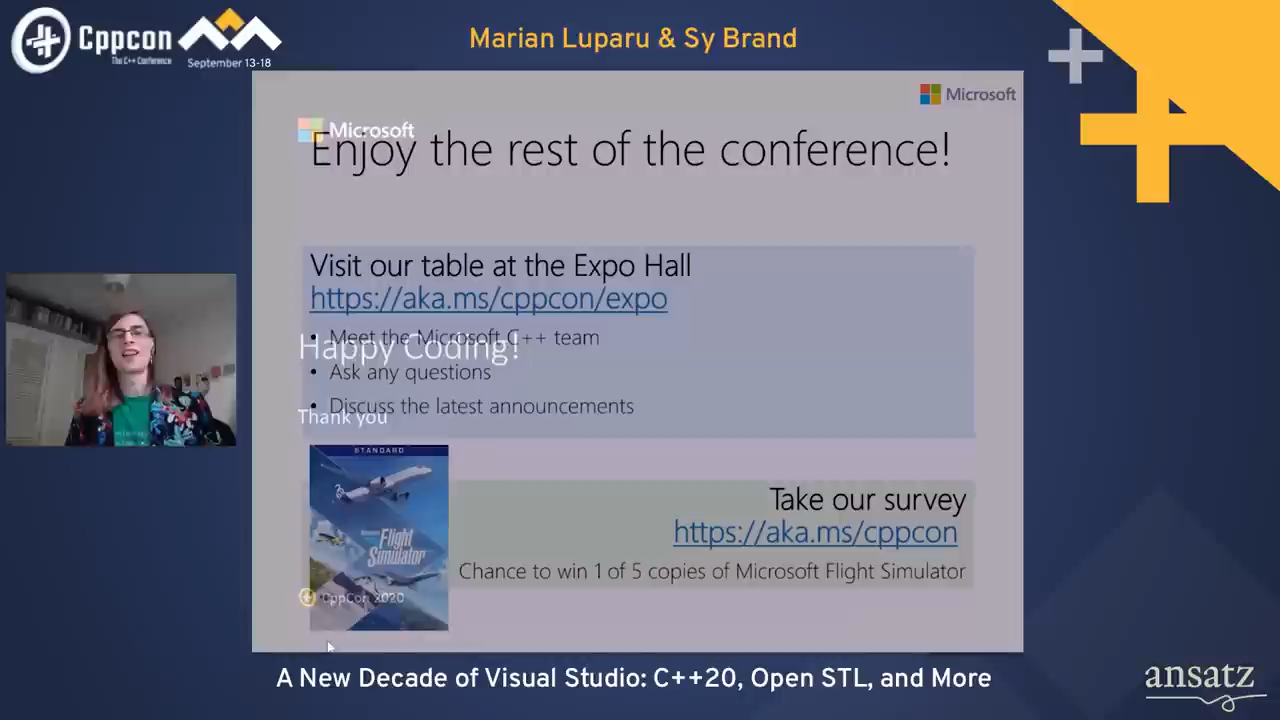 Cppcon
The C++ Conference
September 13-18
Marian Luparu & Sy Brand
Microsoft
Microsoft
Enjoy the rest of the conference!
Visit our table at the Expo Hall
https://aka.ms/cppcon/expo
• Meet the Microsoft C++ team
Happy Coding!
• Ask any questions
• Discuss the latest announcements
Thank you
STANDARD
Flight
Simulator
Take our survey
https://aka.ms/cppcon
Chance to win 1 of 5 copies of Microsoft Flight Simulator
CppCon 2020
A New Decade of Visual Studio: C++20, Open STL, and More
ansatz